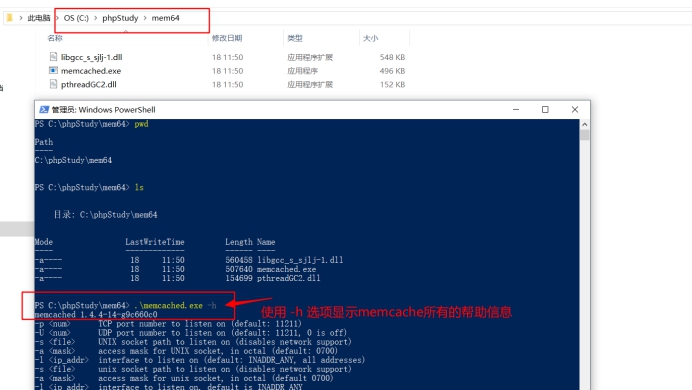 此电脑 > OS (C:) > phpStudy > mem64
名称 修改日期 类型 大小
libgcc_s_sjlj-1.dll 18 11:50 应用程序扩展 548 KB
memcached.exe 18 11:50 应用程序 496 KB
pthreadGC2.dll 18 11:50 应用程序扩展 152 KB
管理员: Windows PowerShell
PS C:\phpStudy\mem64> pwd
Path
----
C:\phpStudy\mem64
PS C:\phpStudy\mem64> ls
目录: C:\phpStudy\mem64
Mode LastWriteTime Length Name
---- ------------- ------ ----
-a---- 18 11:50 560458 libgcc_s_sjlj-1.dll
-a---- 18 11:50 507640 memcached.exe
-a---- 18 11:50 154699 pthreadGC2.dll
PS C:\phpStudy\mem64> .\memcached.exe -h
使用 -h 选项显示memcache所有的帮助信息
memcached 1.4.4-14-g9c660c0
-p <num> TCP port number to listen on (default: 11211)
-U <num> UDP port number to listen on (default: 11211, 0 is off)
-s <file> UNIX socket path to listen on (disables network support)
-a <mask> access mask for UNIX socket, in octal (default: 0700)
-l <ip_addr> interface to listen on (default: INADDR_ANY, all addresses)
-s <file> unix socket path to listen on (disables network support)
-a <mask> access mask for unix socket, in octal (default 0700)
-l <ip_addr> interface to listen on, default is INADDR_ANY